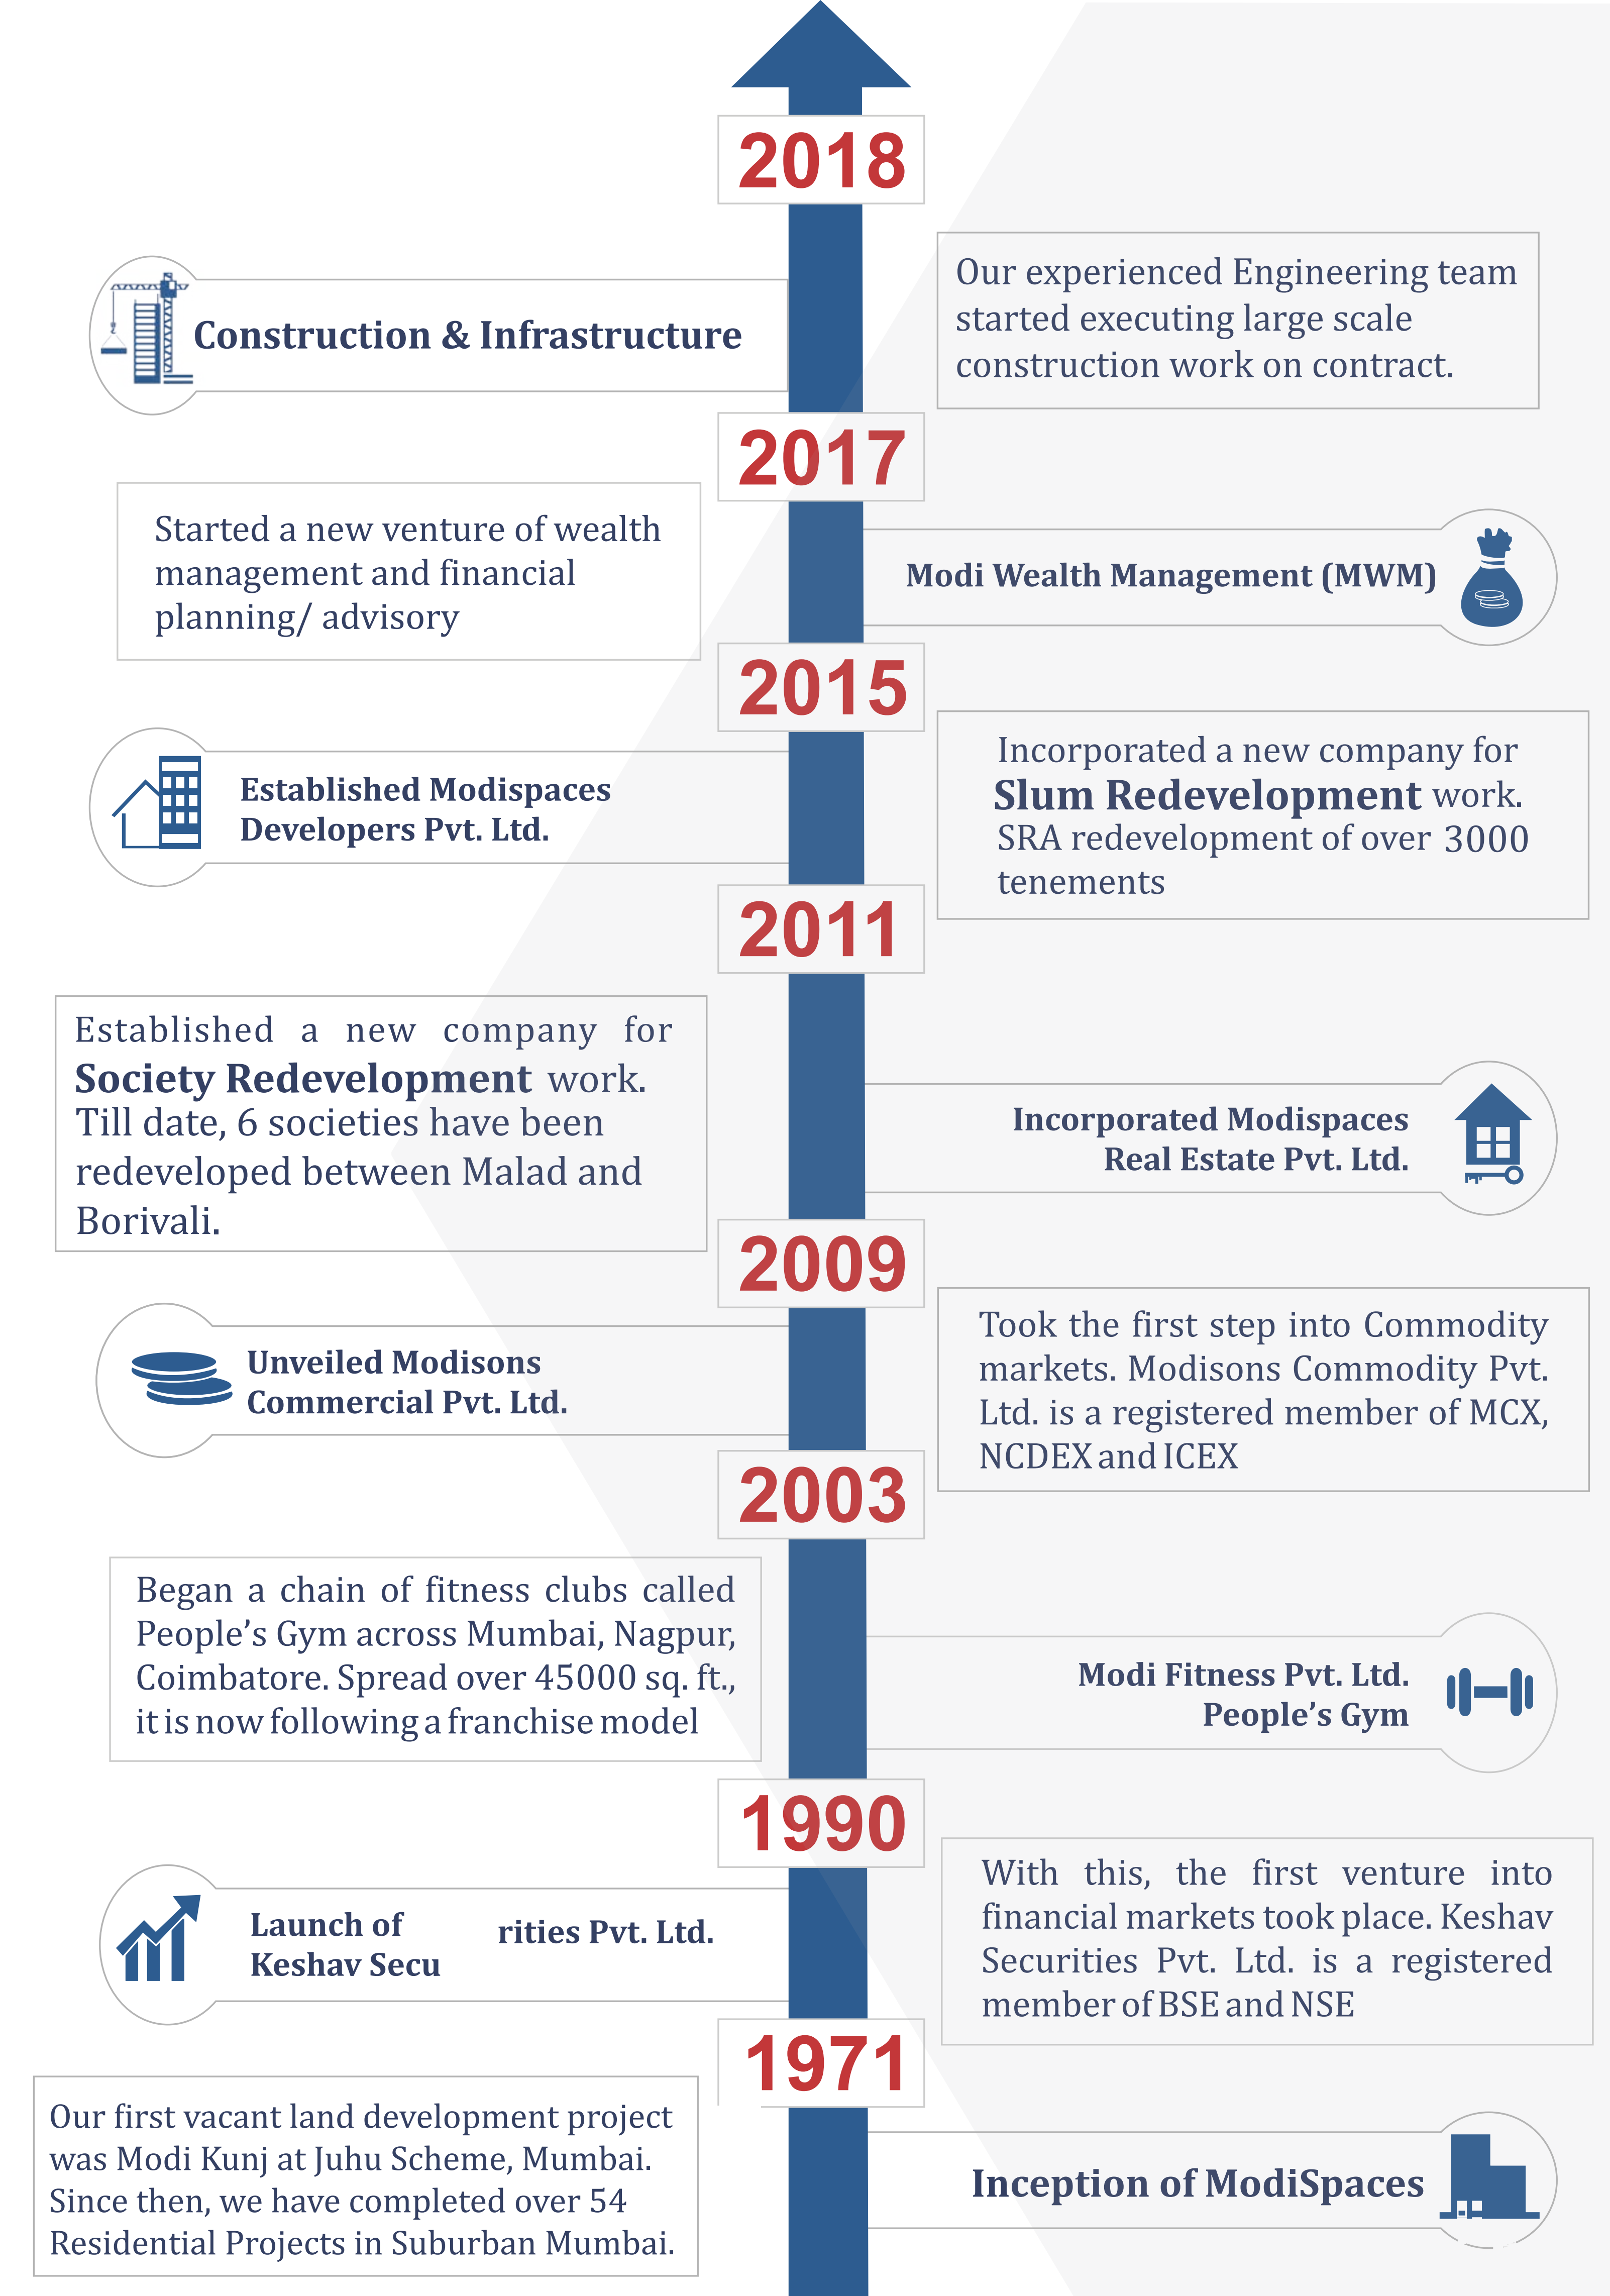 2018
Construction & Infrastructure
Our experienced Engineering team
started executing large scale
construction work on contract.
2017
Started a new venture of wealth
management and financial
planning/ advisory
Modi Wealth Management (MWM)
2015
Established Modispaces
Developers Pvt. Ltd.
Incorporated a new company for
Slum Redevelopment work.
SRA redevelopment of over 3000
tenements
2011
Established a new company for
Society Redevelopment work.
Till date, 6 societies have been
redeveloped between Malad and
Borivali.
Incorporated Modispaces
Real Estate Pvt. Ltd.
2009
Unveiled Modisons
Commercial Pvt. Ltd.
Took the first step into Commodity
markets. Modisons Commodity Pvt.
Ltd. is a registered member of MCX,
NCDEX and ICEX
2003
Began a chain of fitness clubs called
People’s Gym across Mumbai, Nagpur,
Coimbatore. Spread over 45000 sq. ft.,
it is now following a franchise model
Modi Fitness Pvt. Ltd.
People’s Gym
1990
Launch of
Keshav Secu
rities Pvt. Ltd.
With this, the first venture into
financial markets took place. Keshav
Securities Pvt. Ltd. is a registered
member of BSE and NSE
1971
Our first vacant land development project
was Modi Kunj at Juhu Scheme, Mumbai.
Since then, we have completed over 54
Residential Projects in Suburban Mumbai.
Inception of ModiSpaces